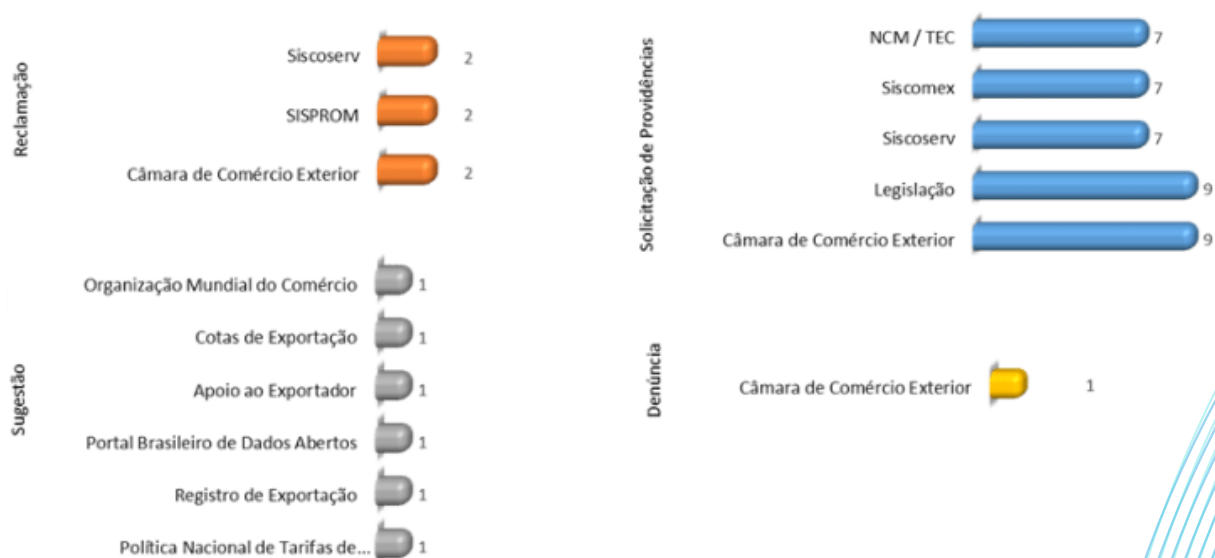 Reclamação
Siscoserv 2
SISPROM 2
Câmara de Comércio Exterior 2
Sugestão
Organização Mundial do Comércio 1
Cotas de Exportação 1
Apoio ao Exportador 1
Portal Brasileiro de Dados Abertos 1
Registro de Exportação 1
Política Nacional de Tarifas de... 1
Solicitação de Providências
NCM / TEC 7
Siscomex 7
Siscoserv 7
Legislação 9
Câmara de Comércio Exterior 9
Denúncia
Câmara de Comércio Exterior 1